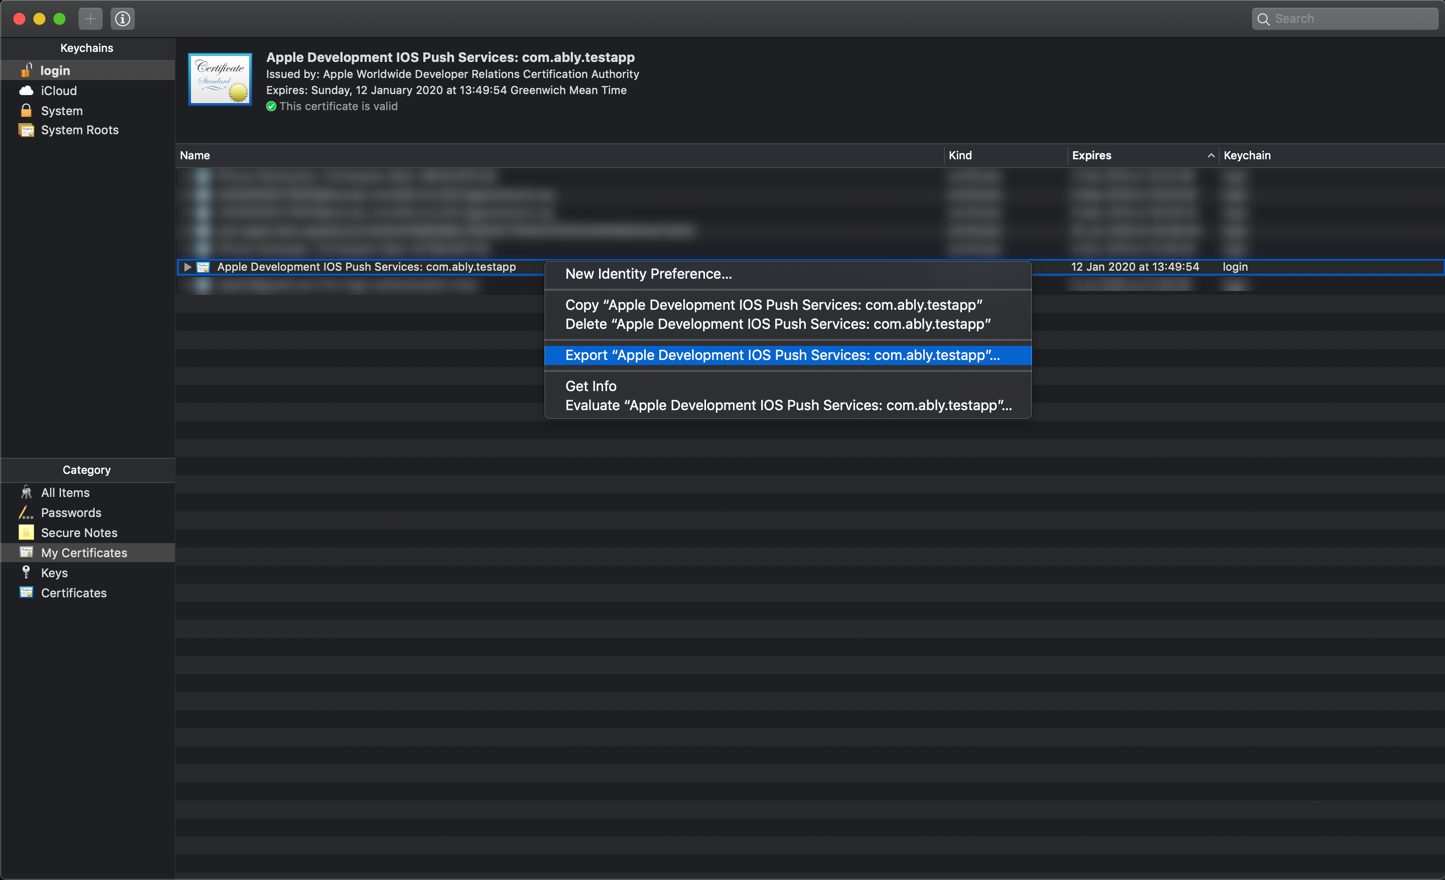 Search
Keychains
login
iCloud
System
System Roots
Certificate
Standard
Apple Development IOS Push Services: com.ably.testapp
Issued by: Apple Worldwide Developer Relations Certification Authority
Expires: Sunday, 12 January 2020 at 13:49:54 Greenwich Mean Time
This certificate is valid
Name Kind Expires Keychain
Apple Development IOS Push Services: com.ably.testapp 12 Jan 2020 at 13:49:54 login
New Identity Preference...
Copy “Apple Development IOS Push Services: com.ably.testapp”
Delete “Apple Development IOS Push Services: com.ably.testapp”
Export “Apple Development IOS Push Services: com.ably.testapp”...
Get Info
Evaluate “Apple Development IOS Push Services: com.ably.testapp”...
Category
All Items
Passwords
Secure Notes
My Certificates
Keys
Certificates